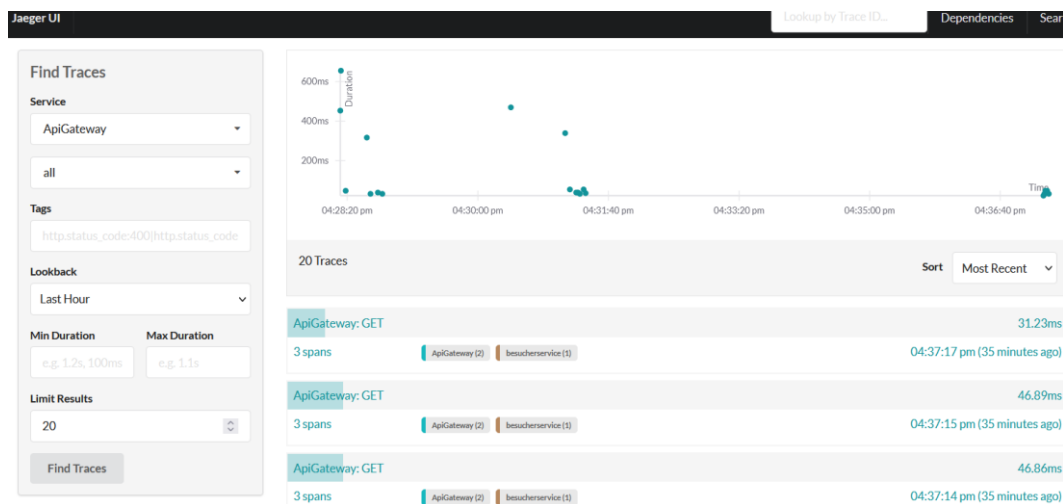 Jaeger UI
Lookup by Trace ID...
Dependencies
Sear
Find Traces
Service
ApiGateway
all
Tags
http.status_code:400|http.status_code
Lookback
Last Hour
Min Duration Max Duration
e.g. 1.2s, 100ms e.g. 1.1s
Limit Results
20
Find Traces
Duration
600ms
400ms
200ms
Time
04:28:20 pm 04:30:00 pm 04:31:40 pm 04:33:20 pm 04:35:00 pm 04:36:40 pm
20 Traces
Sort Most Recent
ApiGateway: GET 31.23ms
3 spans ApiGateway (2) besucherservice (1) 04:37:17 pm (35 minutes ago)
ApiGateway: GET 46.89ms
3 spans ApiGateway (2) besucherservice (1) 04:37:15 pm (35 minutes ago)
ApiGateway: GET 46.86ms
3 spans ApiGateway (2) besucherservice (1) 04:37:14 pm (35 minutes ago)